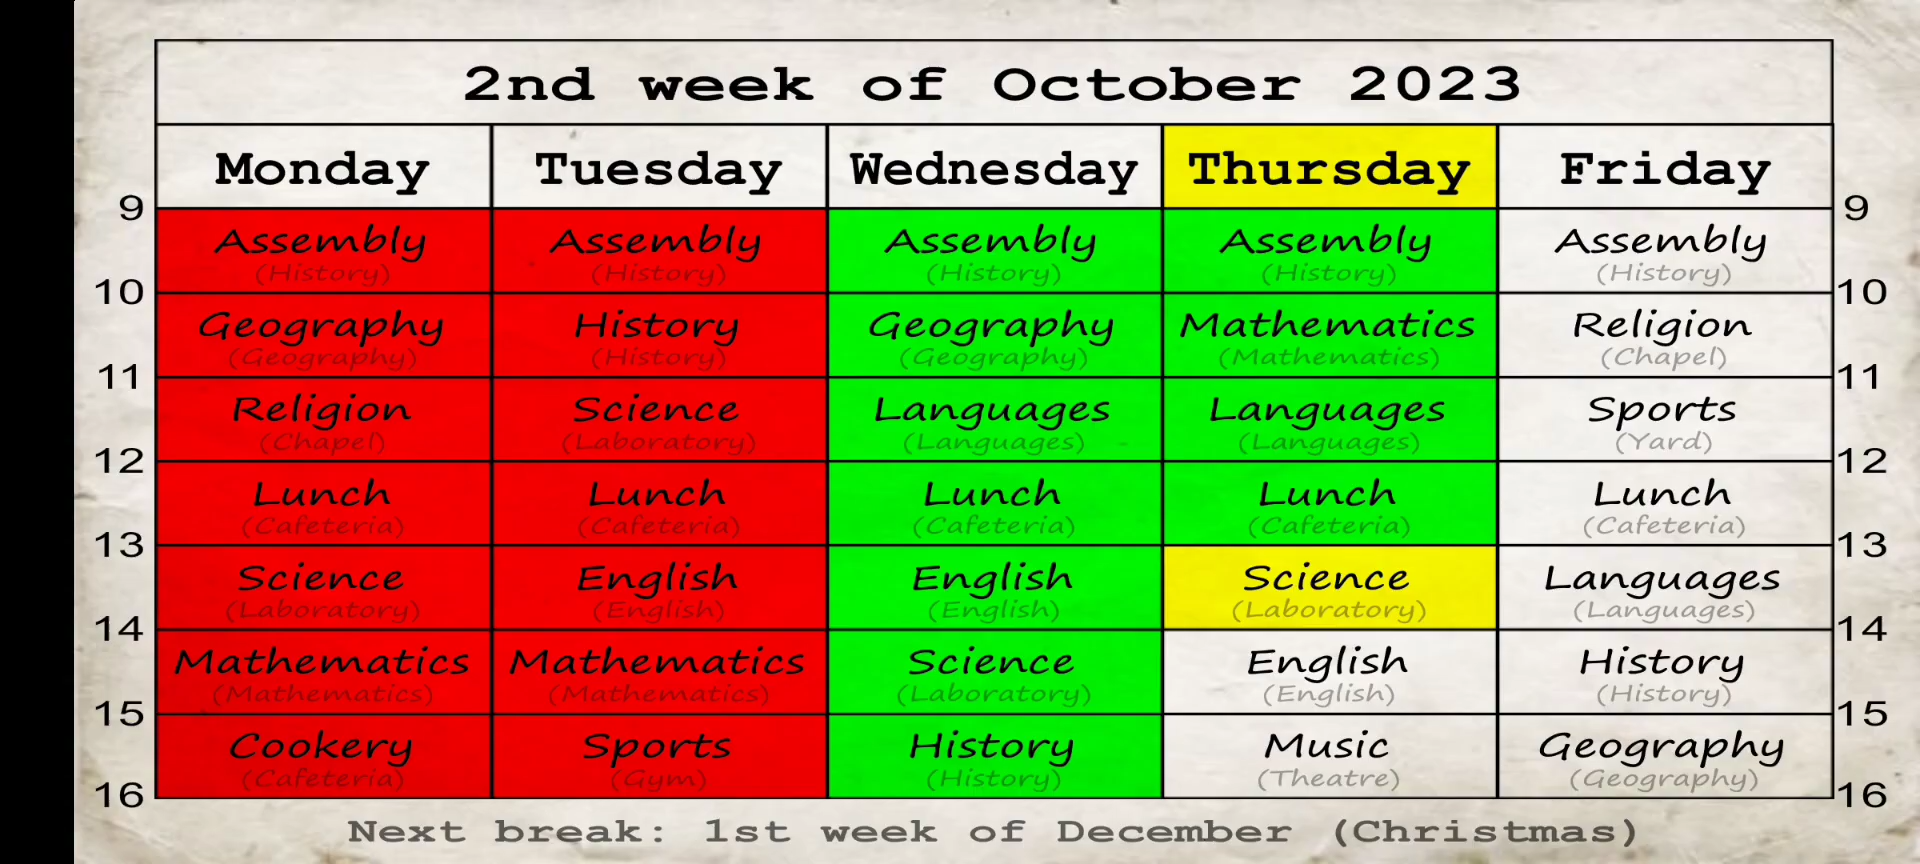 2nd week of October 2023
Monday Tuesday Wednesday Thursday Friday
9 9
Assembly Assembly Assembly Assembly Assembly
(History) (History) (History) (History) (History)
10 10
Geography History Geography Mathematics Religion
(Geography) (History) (Geography) (Mathematics) (Chapel)
11 11
Religion Science Languages Languages Sports
(Chapel) (Laboratory) (Languages) (Languages) (Yard)
12 12
Lunch Lunch Lunch Lunch Lunch
(Cafeteria) (Cafeteria) (Cafeteria) (Cafeteria) (Cafeteria)
13 13
Science English English Science Languages
(Laboratory) (English) (English) (Laboratory) (Languages)
14 14
Mathematics Mathematics Science English History
(Mathematics) (Mathematics) (Laboratory) (English) (History)
15 15
Cookery Sports History Music Geography
(Cafeteria) (Gym) (History) (Theatre) (Geography)
16 16
Next break: 1st week of December (Christmas)